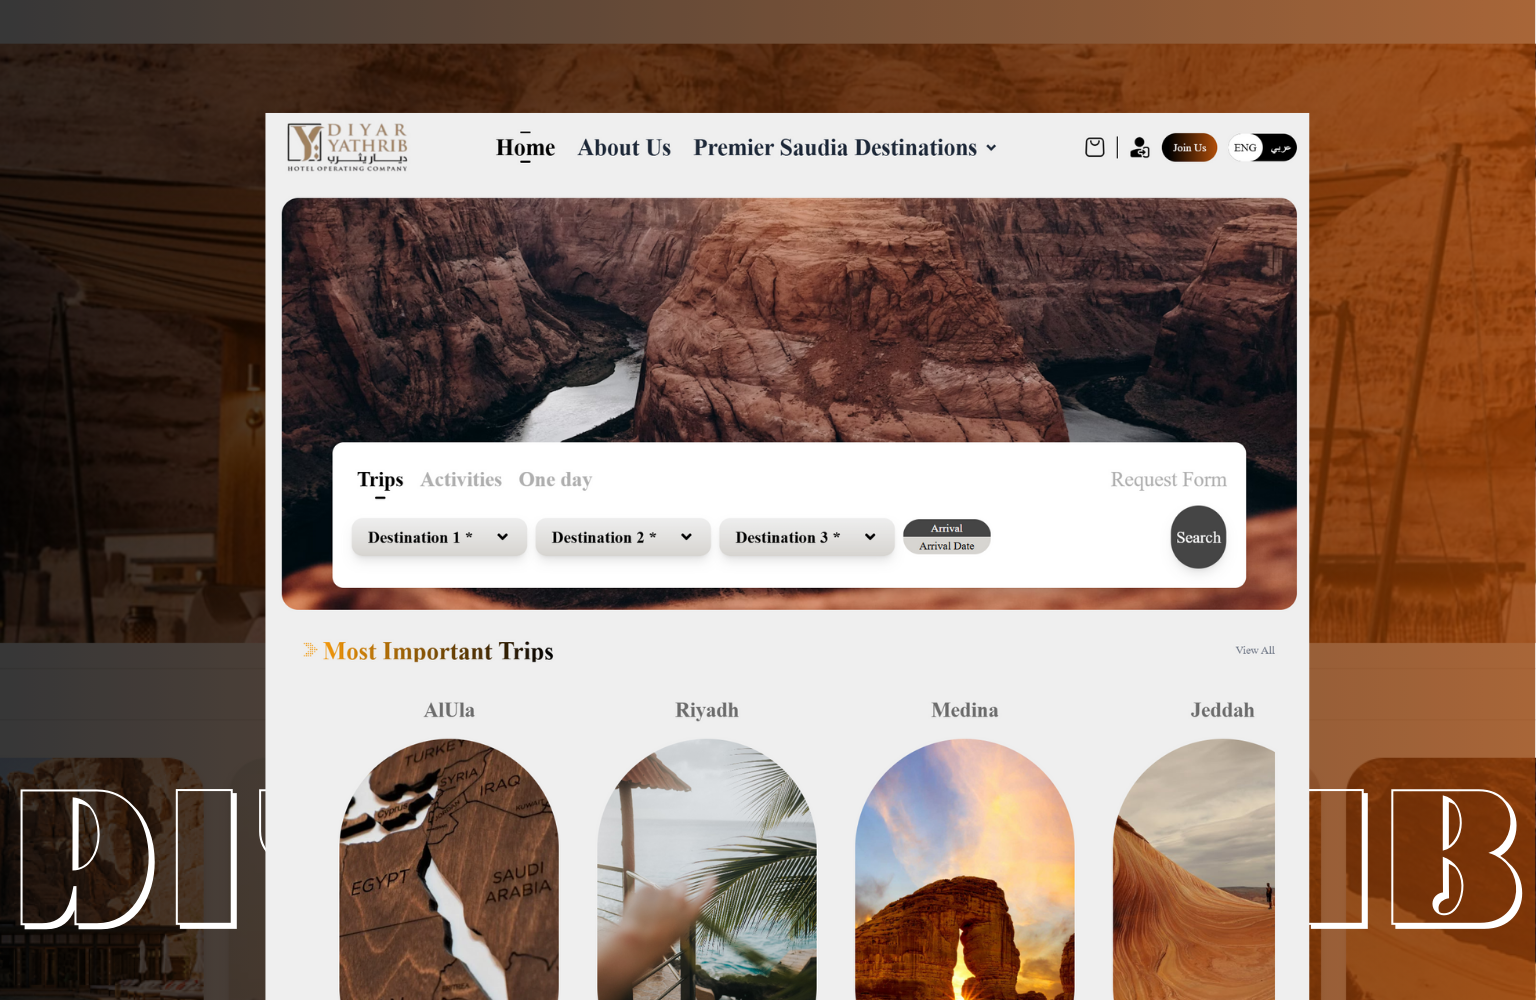 DIYAR
YATHRIB
ديـــار يثــرب
HOTEL OPERATING COMPANY
Home About Us Premier Saudia Destinations
Join Us
ENG عربي
Trips Activities One day Request Form
Destination 1 * Destination 2 * Destination 3 *
Arrival
Arrival Date
Search
Most Important Trips
View All
AlUla Riyadh Medina Jeddah
TURKEY
SYRIA
IRAQ
Cyprus
KUWAIT
EGYPT
SAUDI
ARABIA
DI
IB